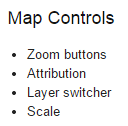 Map Controls
• Zoom buttons
• Attribution
• Layer switcher
• Scale